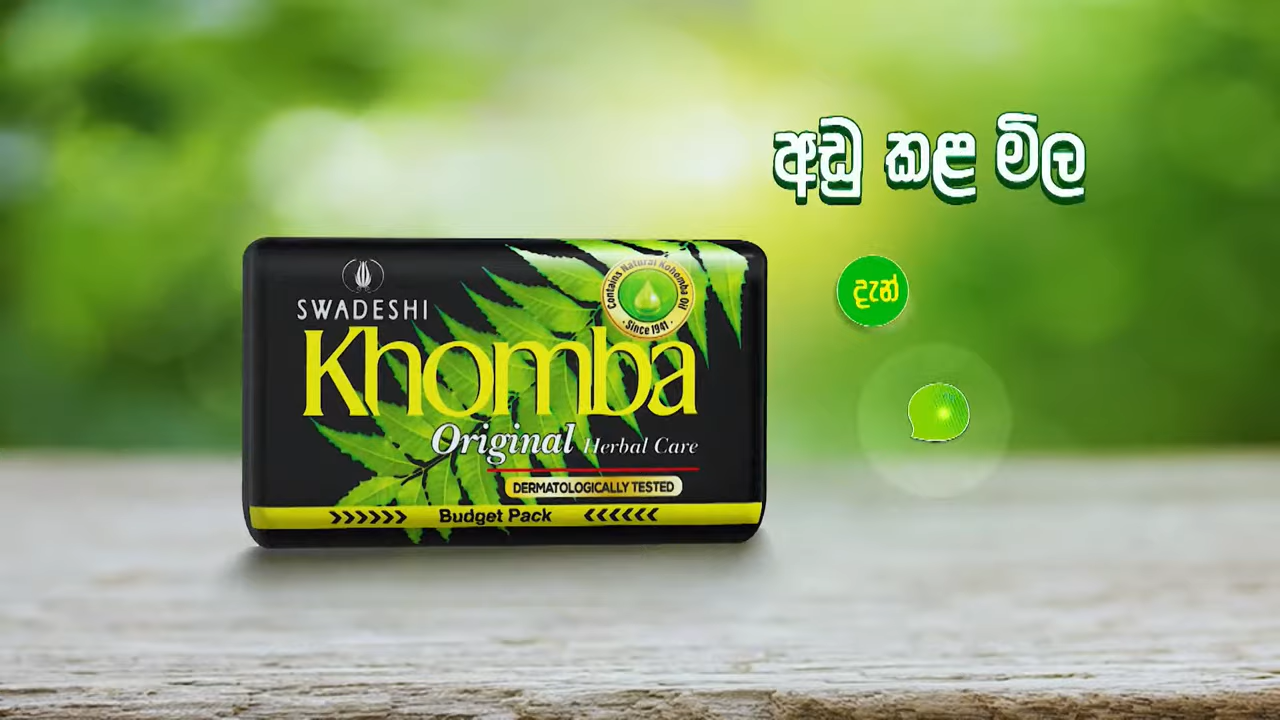 අඩු කළ මිල
දැන්
SWADESHI
Contains Natural Kohomba Oil
Since 1941
Khomba
Original Herbal Care
DERMATOLOGICALLY TESTED
Budget Pack